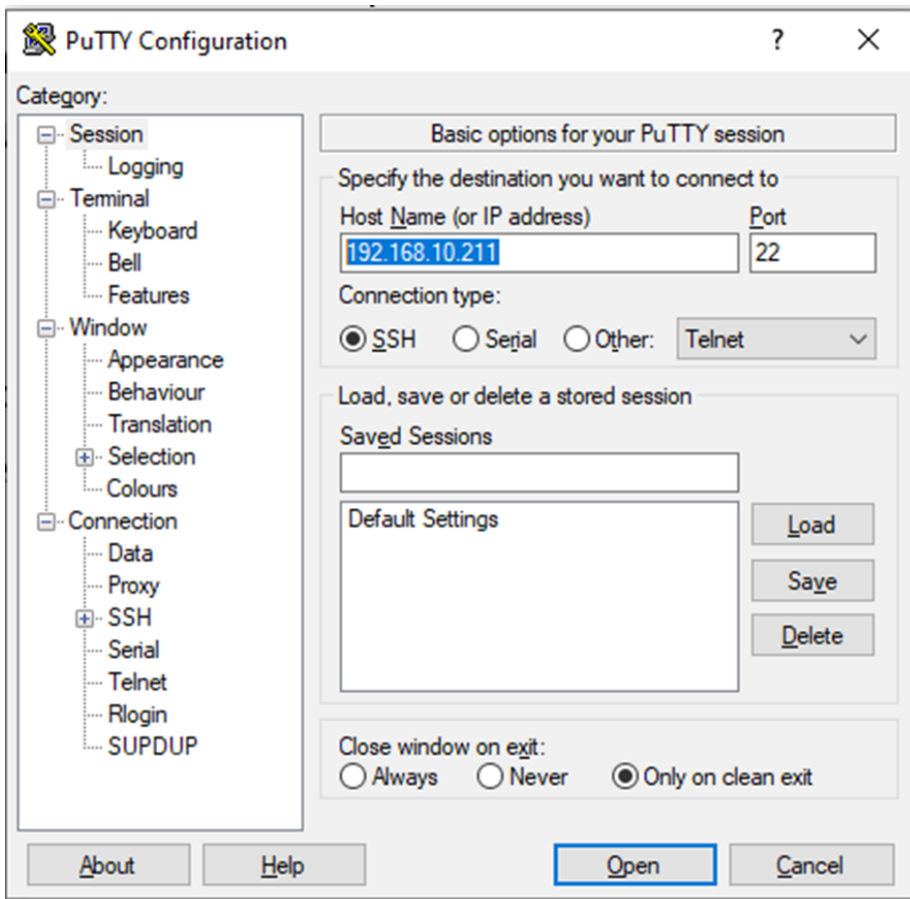 PuTTY Configuration
?
Category:
Session
Logging
Terminal
Keyboard
Bell
Features
Window
Appearance
Behaviour
Translation
Selection
Colours
Connection
Data
Proxy
SSH
Serial
Telnet
Rlogin
SUPDUP
Basic options for your PuTTY session
Specify the destination you want to connect to
Host Name (or IP address) Port
192.168.10.211 22
Connection type:
SSH Serial Other: Telnet
Load, save or delete a stored session
Saved Sessions
Default Settings
Load
Save
Delete
Close window on exit:
Always Never Only on clean exit
About Help Open Cancel